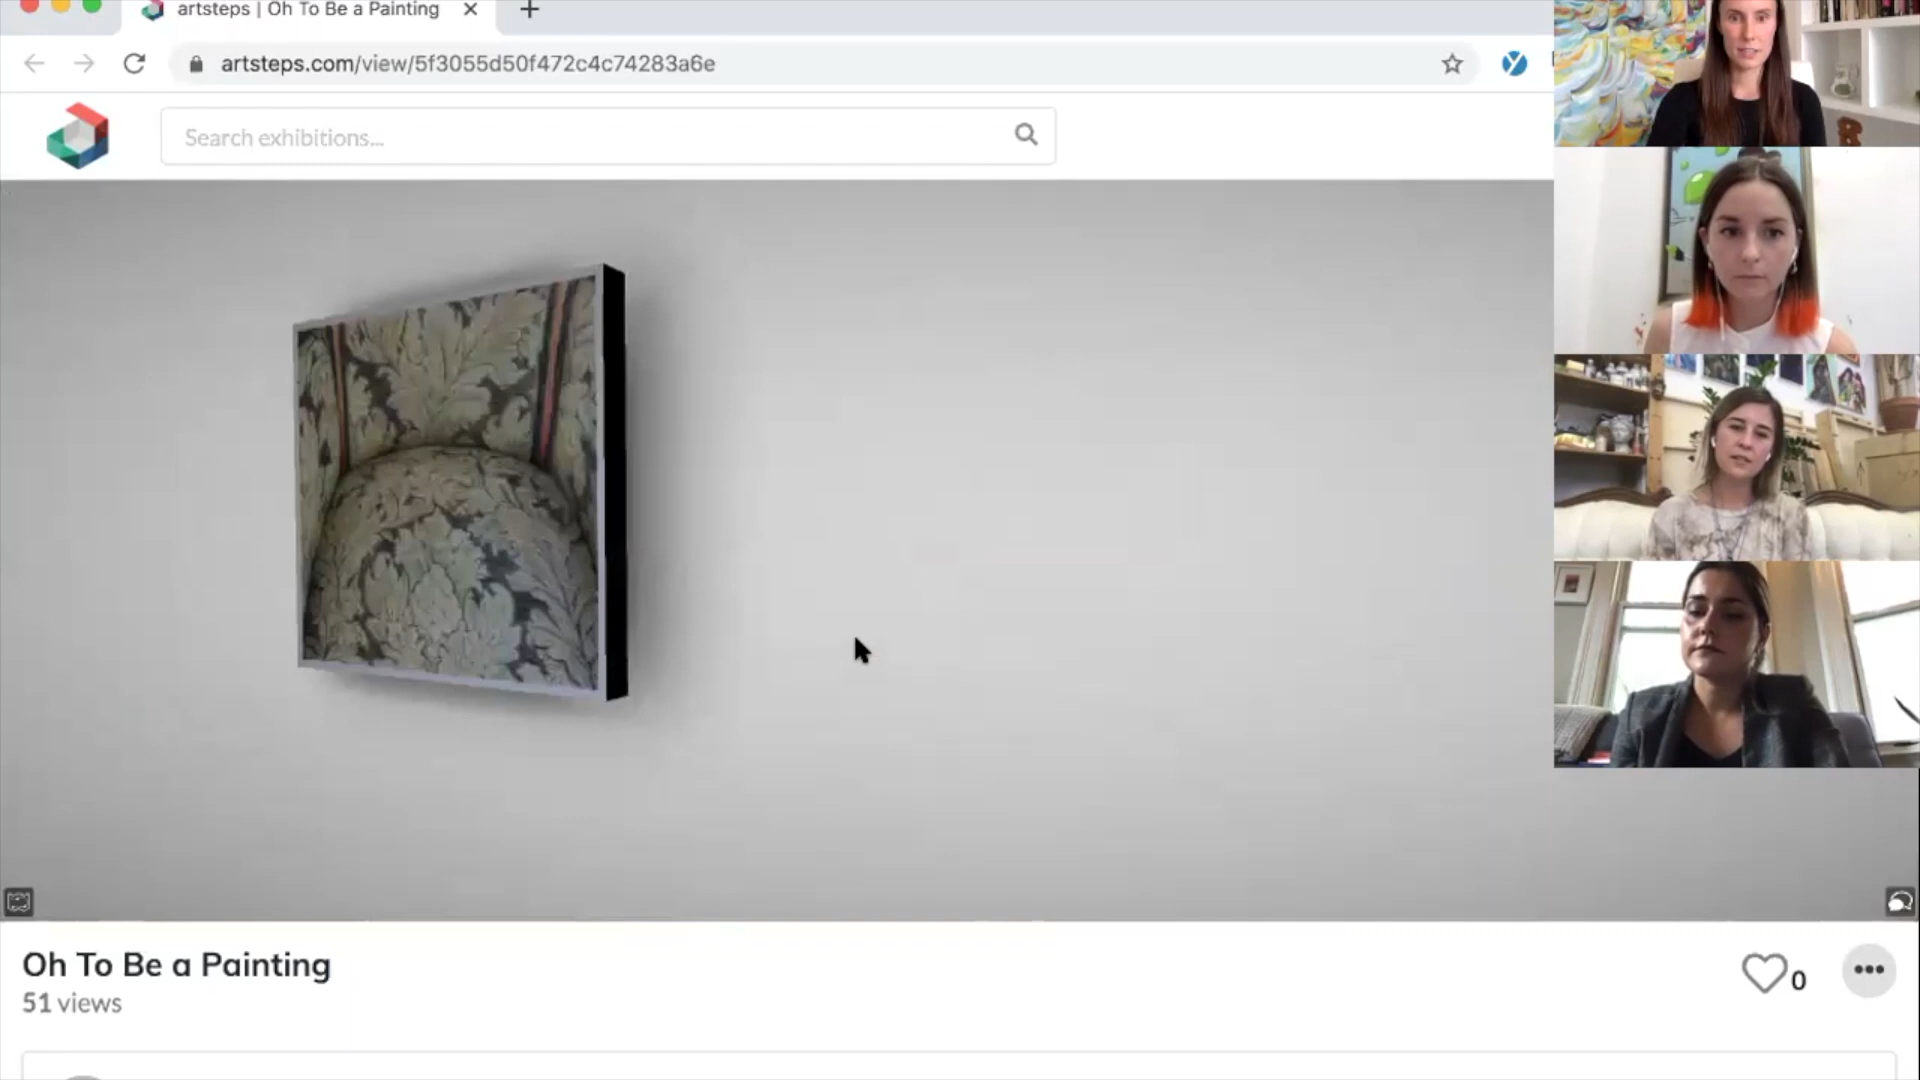 artsteps | Oh To Be a Painting
artsteps.com/view/5f3055d50f472c4c74283a6e
Search exhibitions...
Oh To Be a Painting
0
51 views